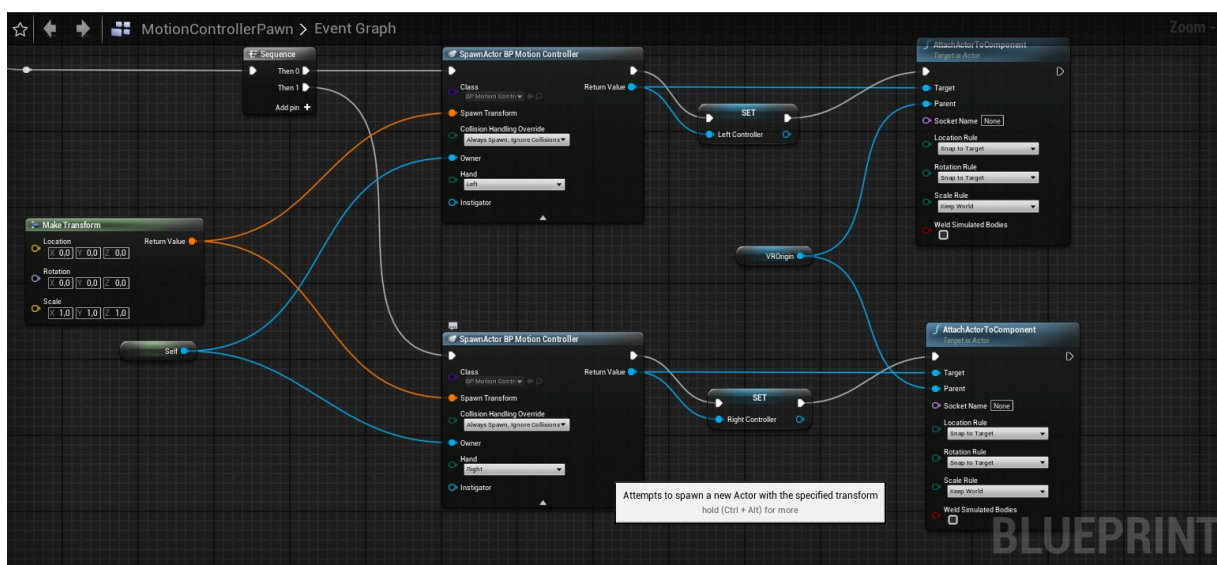 MotionControllerPawn > Event Graph
Zoom -
Sequence
Then 0
Then 1
Add pin +
SpawnActor BP Motion Controller
Class
Return Value
BP Motion Contr
Spawn Transform
Collision Handling Override
Always Spawn, Ignore Collisions
Owner
Hand
Left
Instigator
SET
Left Controller
AttachActorToComponent
Target is Actor
Target
Parent
Socket Name None
Location Rule
Snap to Target
Rotation Rule
Snap to Target
Scale Rule
Keep World
Weld Simulated Bodies
Make Transform
Location
Return Value
X 0,0 Y 0,0 Z 0,0
Rotation
X 0,0 Y 0,0 Z 0,0
Scale
X 1,0 Y 1,0 Z 1,0
Self
VROrigin
SpawnActor BP Motion Controller
Class
Return Value
BP Motion Contr
Spawn Transform
Collision Handling Override
Always Spawn, Ignore Collisions
Owner
Hand
Right
Instigator
SET
Right Controller
AttachActorToComponent
Target is Actor
Target
Parent
Socket Name None
Location Rule
Snap to Target
Rotation Rule
Snap to Target
Scale Rule
Keep World
Weld Simulated Bodies
Attempts to spawn a new Actor with the specified transform
hold (Ctrl + Alt) for more
BLUEPRINT